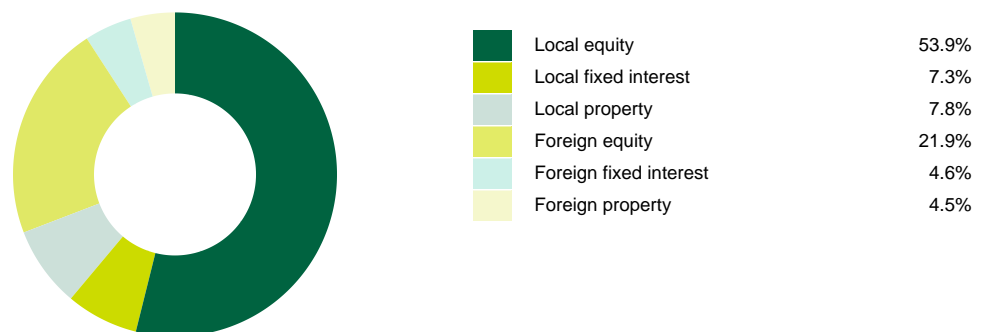 Local equity 53.9%
Local fixed interest 7.3%
Local property 7.8%
Foreign equity 21.9%
Foreign fixed interest 4.6%
Foreign property 4.5%